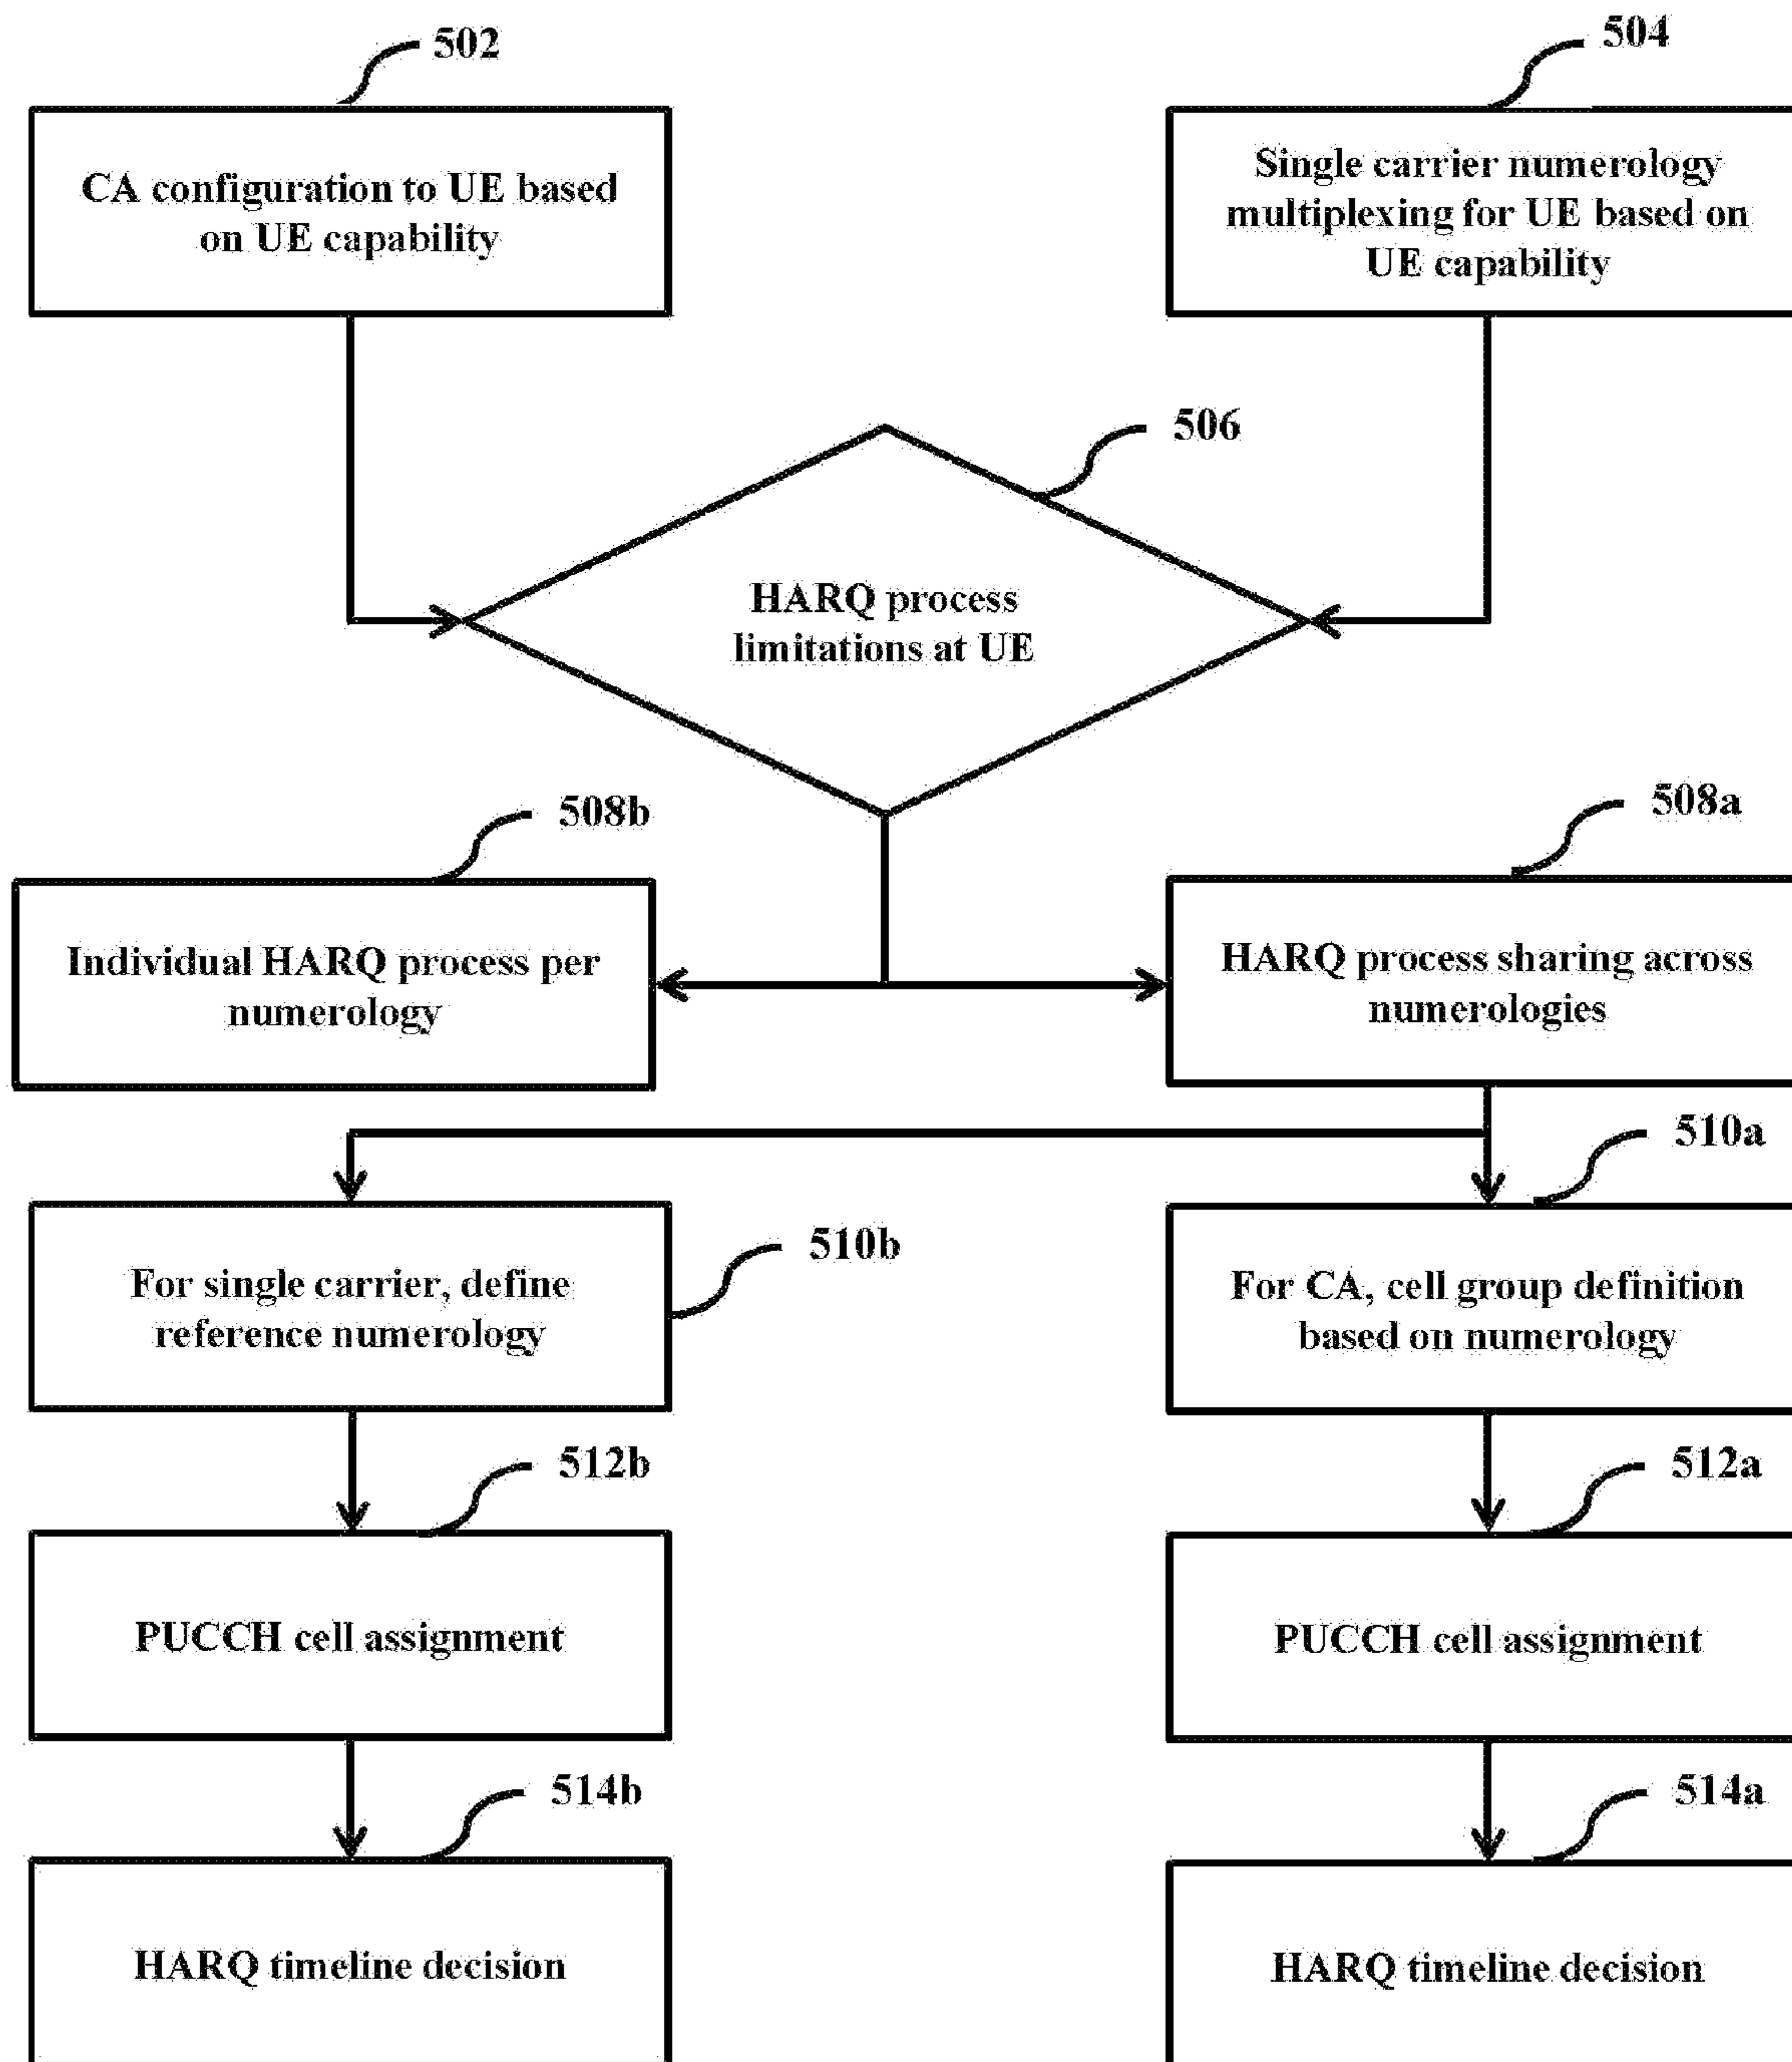 502
504
CA configuration to UE based
on UE capability
Single carrier numerology
multiplexing for UE based on
UE capability
506
HARQ process
limitations at UE
508b
508a
Individual HARQ process per
numerology
HARQ process sharing across
numerologies
510a
510b
For single carrier, define
reference numerology
For CA, cell group definition
based on numerology
512b
512a
PUCCH cell assignment
PUCCH cell assignment
514b
514a
HARQ timeline decision
HARQ timeline decision